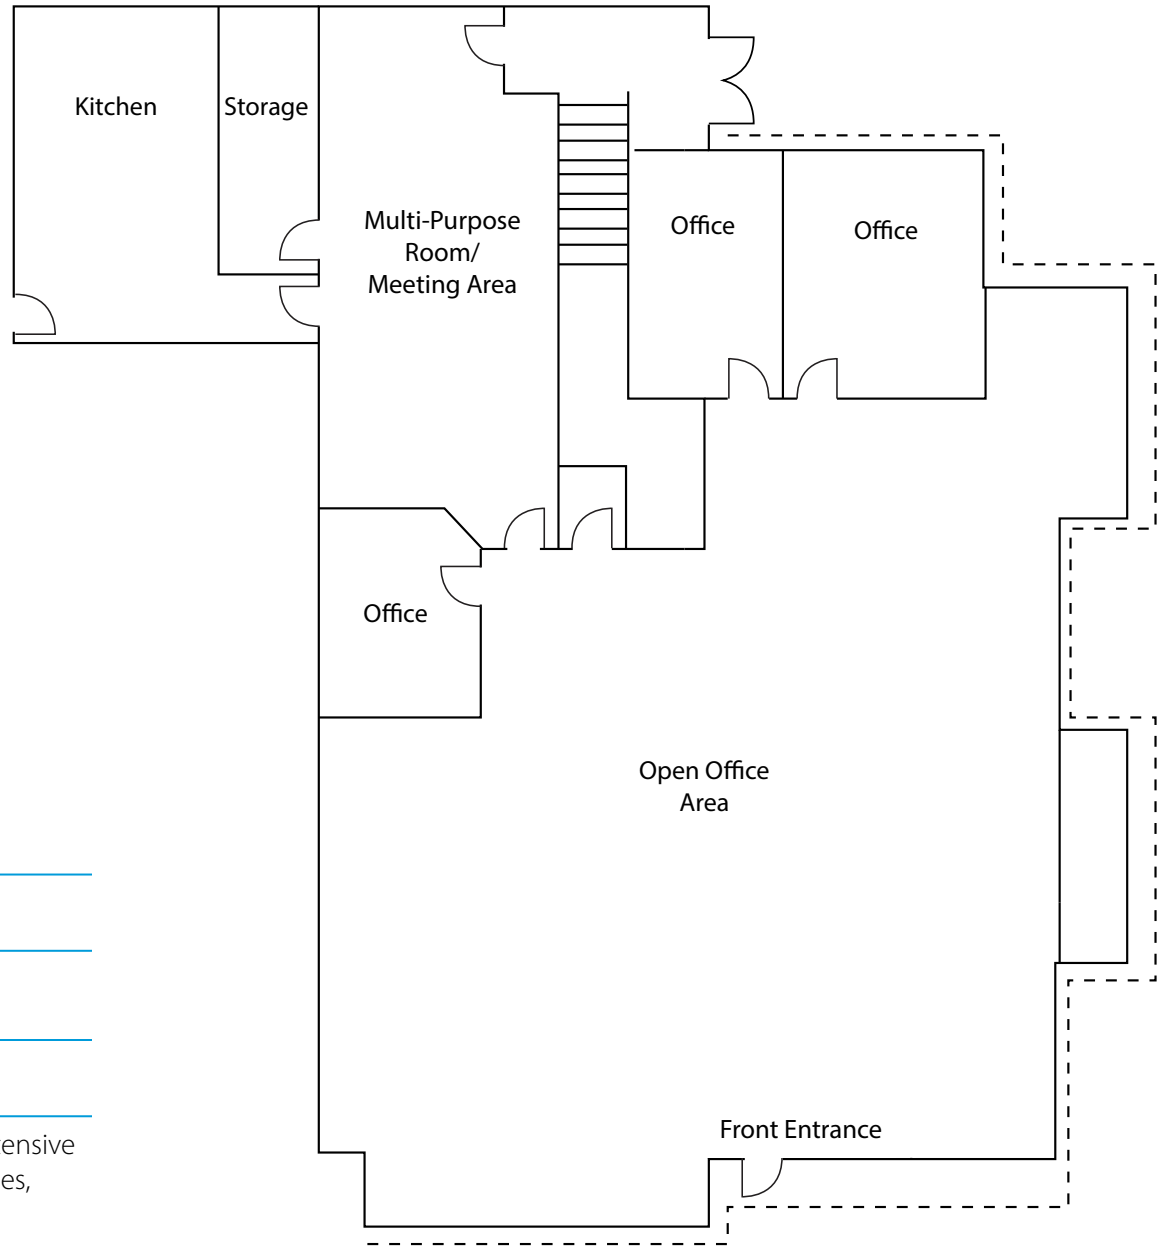 Kitchen
Storage
Multi-Purpose
Room/
Meeting Area
Office
Office
Office
Open Office
Area
Front Entrance